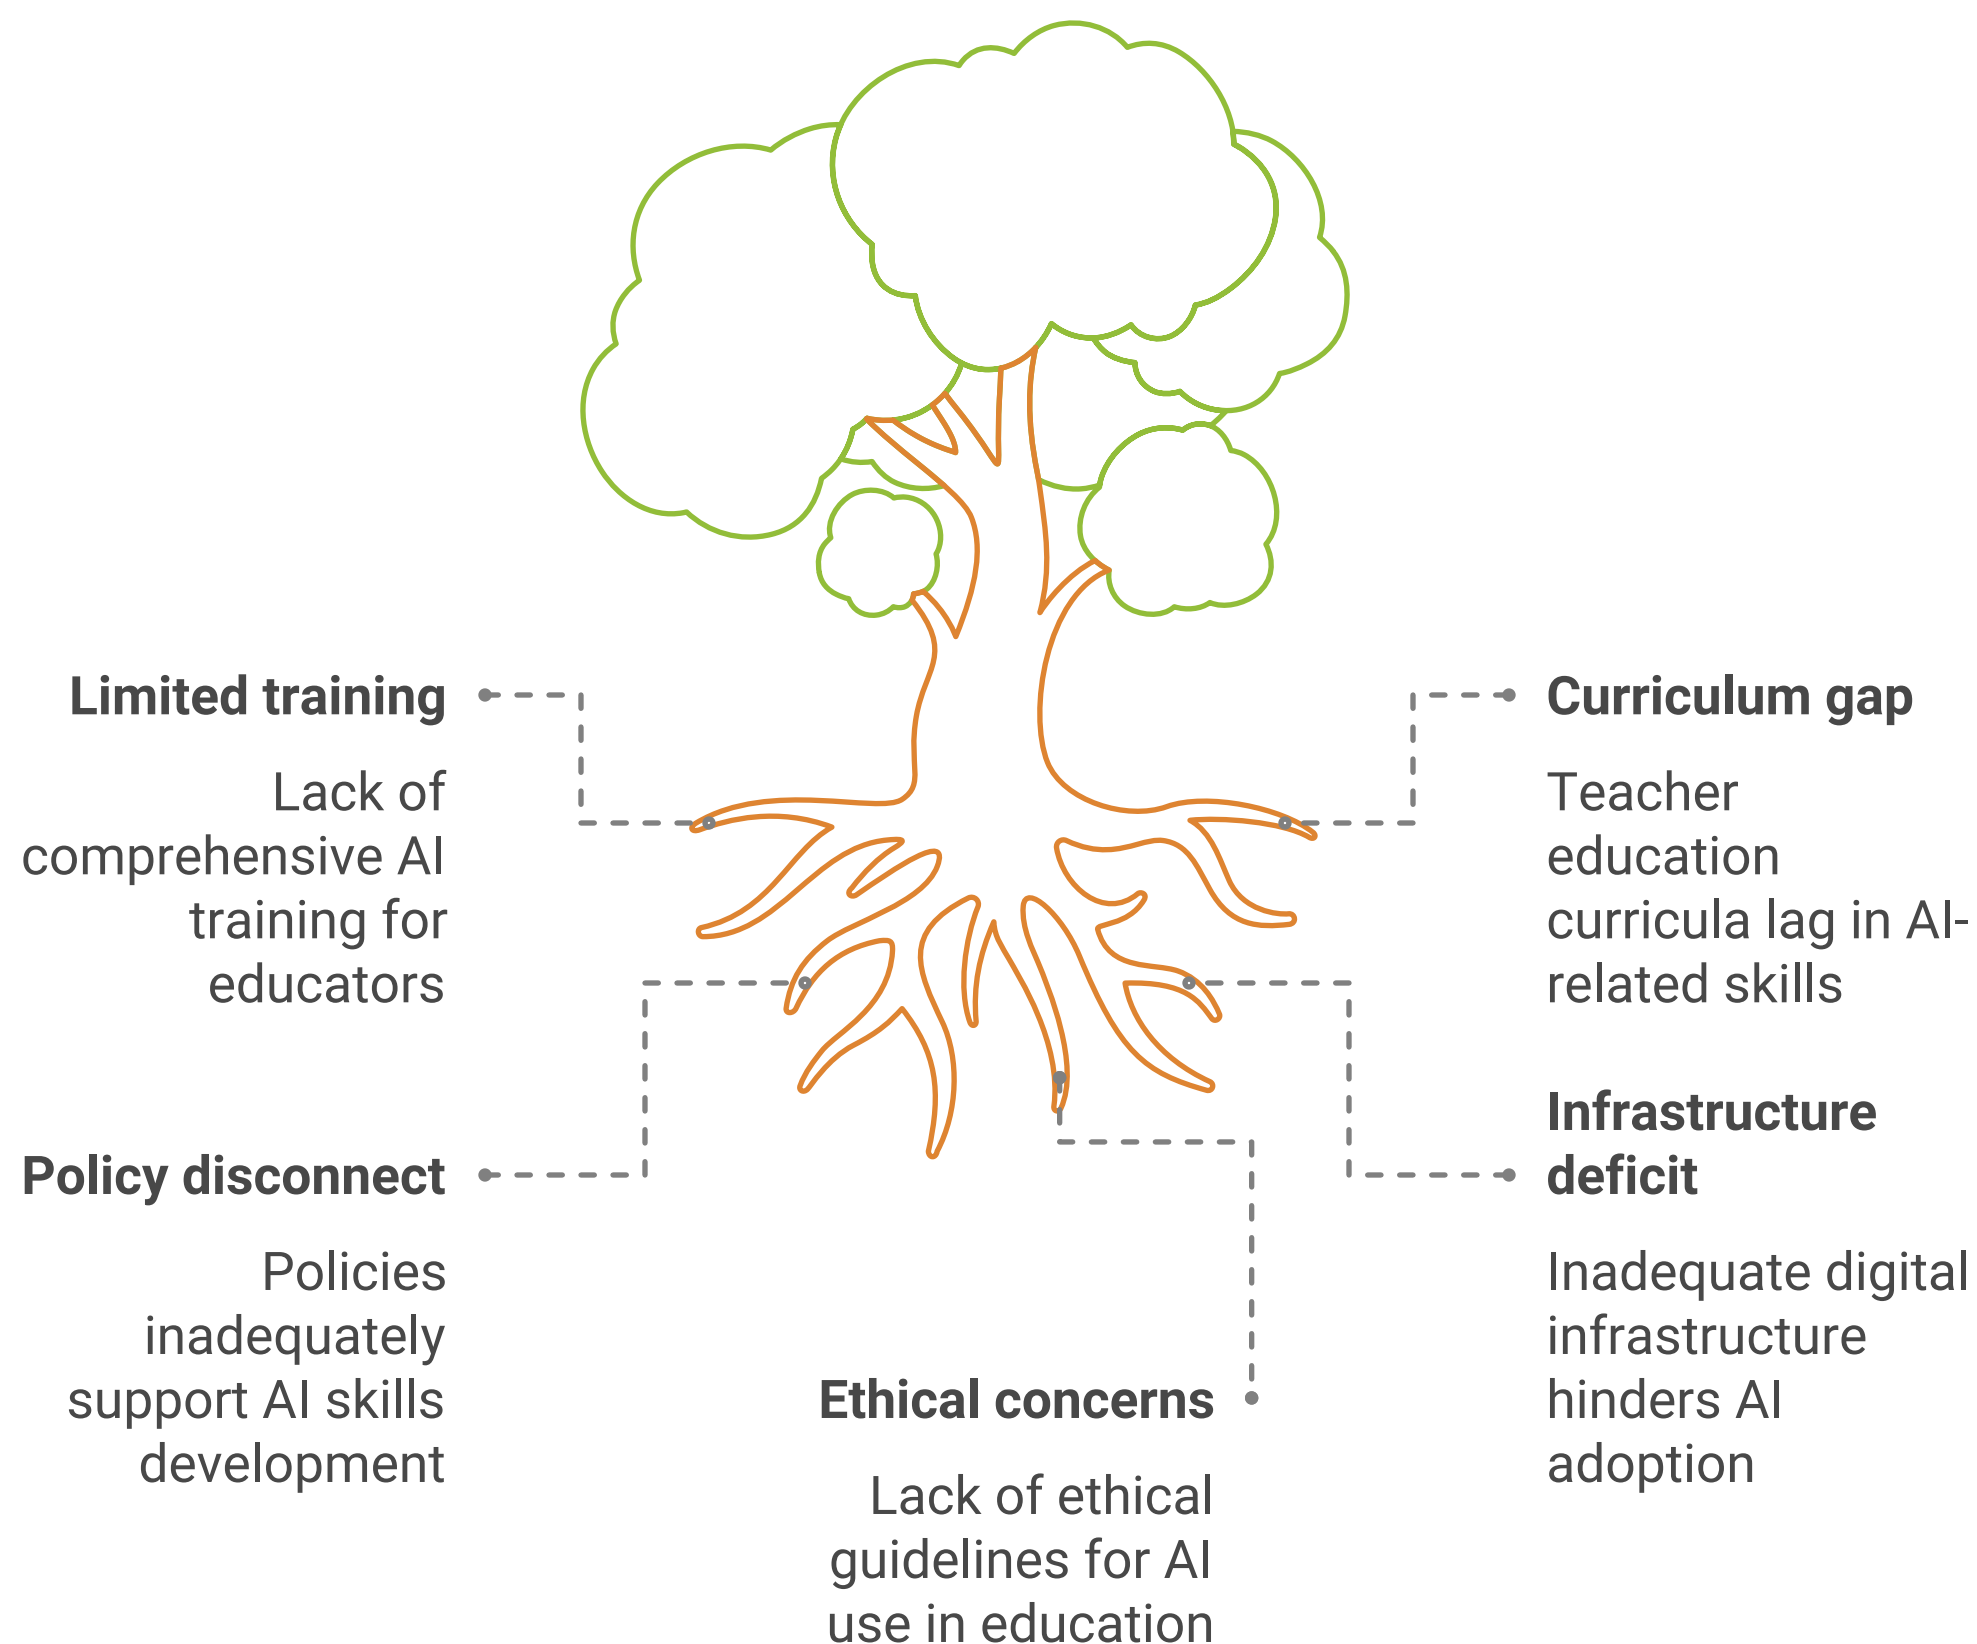 Limited training
Lack of
comprehensive AI
training for
educators
Policy disconnect
Policies
inadequately
support AI skills
development
Ethical concerns
Lack of ethical
guidelines for AI
use in education
Curriculum gap
Teacher
education
curricula lag in AI-
related skills
Infrastructure
deficit
Inadequate digital
infrastructure
hinders AI
adoption